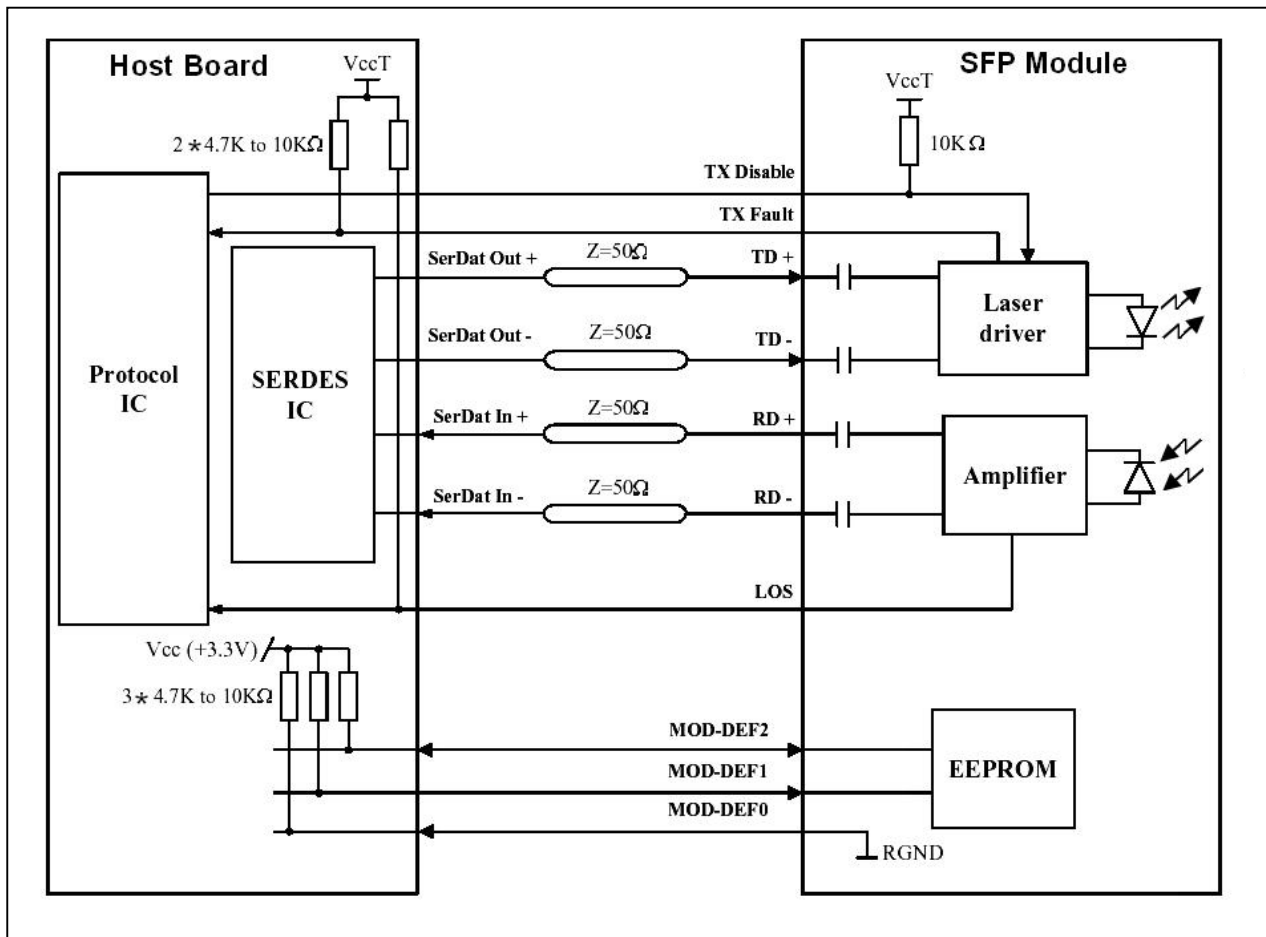 Host Board
SFP Module
VccT
VccT
2*4.7K to 10KΩ
10KΩ
TX Disable
TX Fault
SerDat Out +
Z=50Ω
TD +
Laser
driver
SerDat Out -
Z=50Ω
TD -
Protocol
IC
SERDES
IC
SerDat In +
Z=50Ω
RD +
Amplifier
SerDat In -
Z=50Ω
RD -
LOS
Vcc (+3.3V)
3*4.7K to 10KΩ
MOD-DEF2
MOD-DEF1
MOD-DEF0
EEPROM
RGND